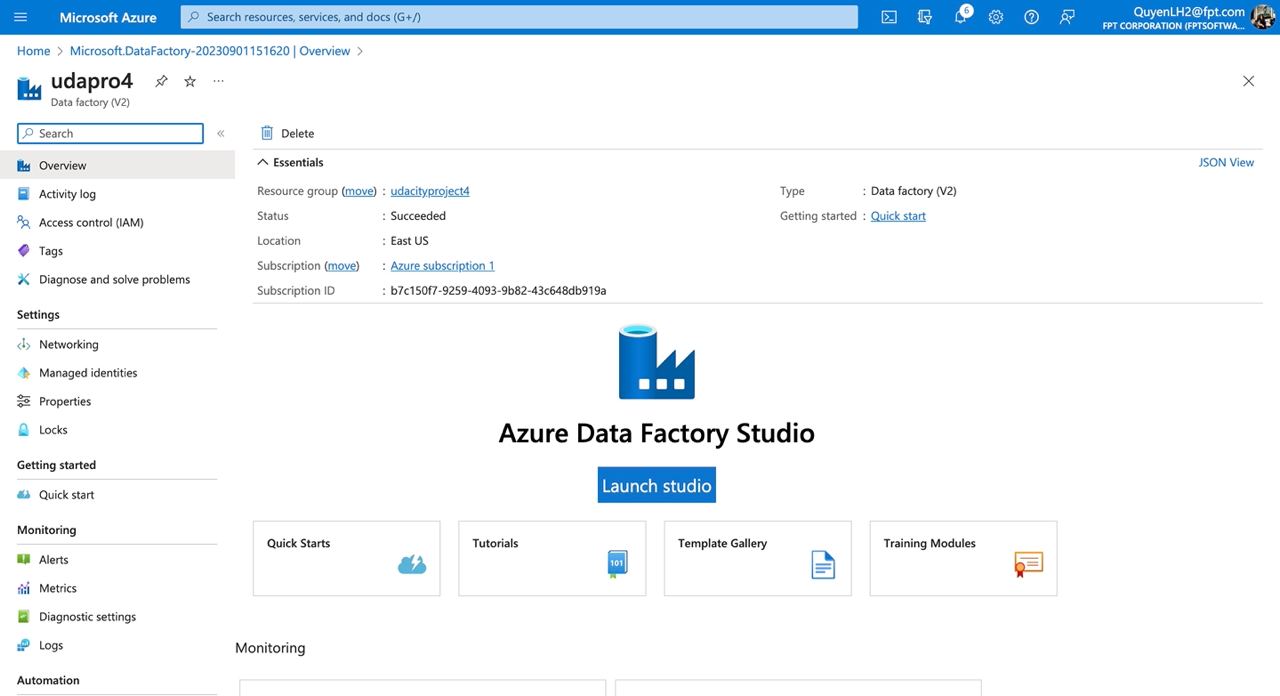 Microsoft Azure
Search resources, services, and docs (G+/)
6
QuyenLH2@fpt.com
FPT CORPORATION (FPTSOFTWA...
Home > Microsoft.DataFactory-20230901151620 | Overview >
udapro4
Data factory (V2)
Search
«
Delete
Overview
Essentials
JSON View
Activity log
Resource group (move) : udacityproject4
Type : Data factory (V2)
Status : Succeeded
Getting started : Quick start
Access control (IAM)
Location : East US
Tags
Subscription (move) : Azure subscription 1
Diagnose and solve problems
Subscription ID : b7c150f7-9259-4093-9b82-43c648db919a
Settings
Networking
Managed identities
Properties
Locks
Azure Data Factory Studio
Getting started
Launch studio
Quick start
Monitoring
Quick Starts
Tutorials
101
Template Gallery
Training Modules
Alerts
Metrics
Diagnostic settings
Logs
Monitoring
Automation